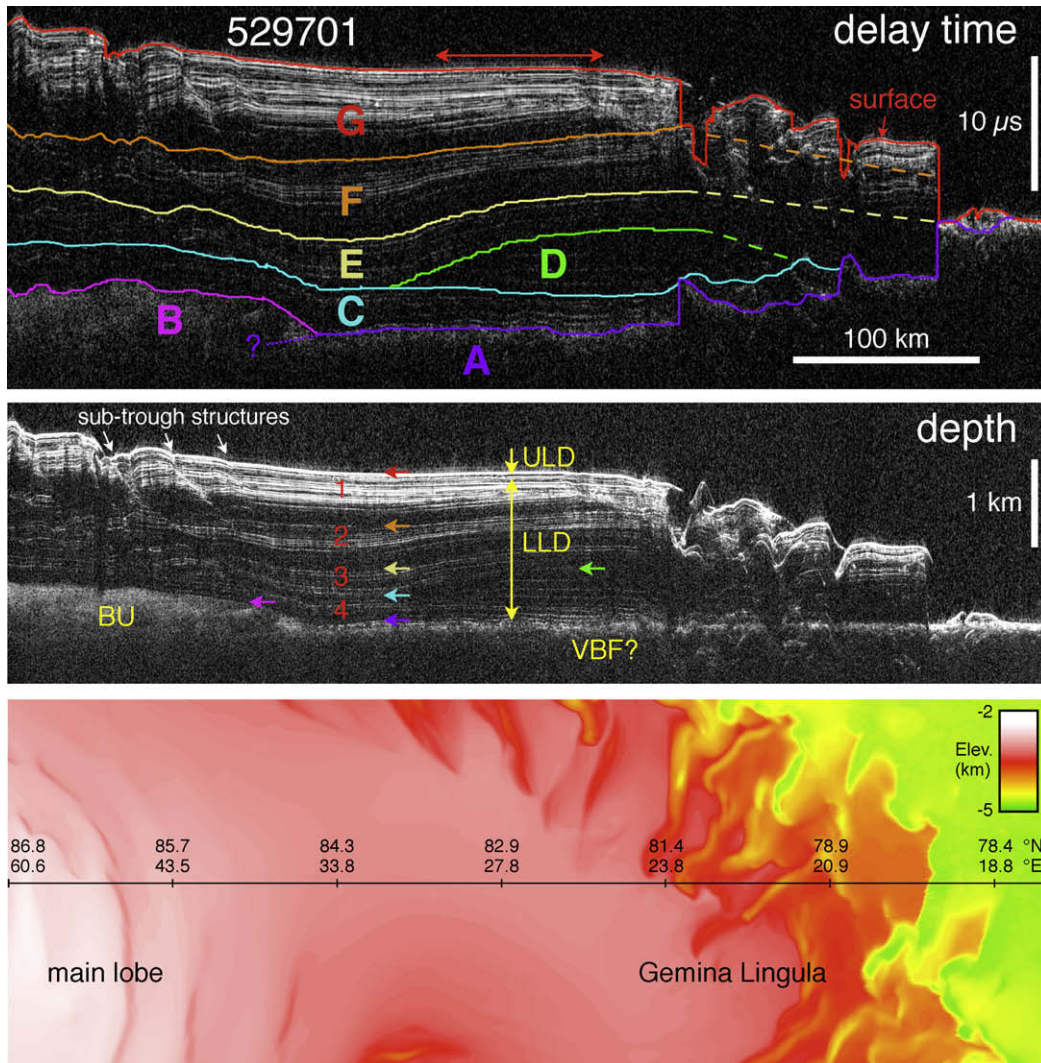 529701
delay time
10 µs
surface
G
F
E
D
C
B
A
?
100 km
depth
sub-trough structures
1 km
ULD
LLD
1
2
3
4
BU
VBF?
-2
Elev.
(km)
-5
86.8 85.7 84.3 82.9 81.4 78.9 78.4 °N
60.6 43.5 33.8 27.8 23.8 20.9 18.8 °E
main lobe
Gemina Lingula